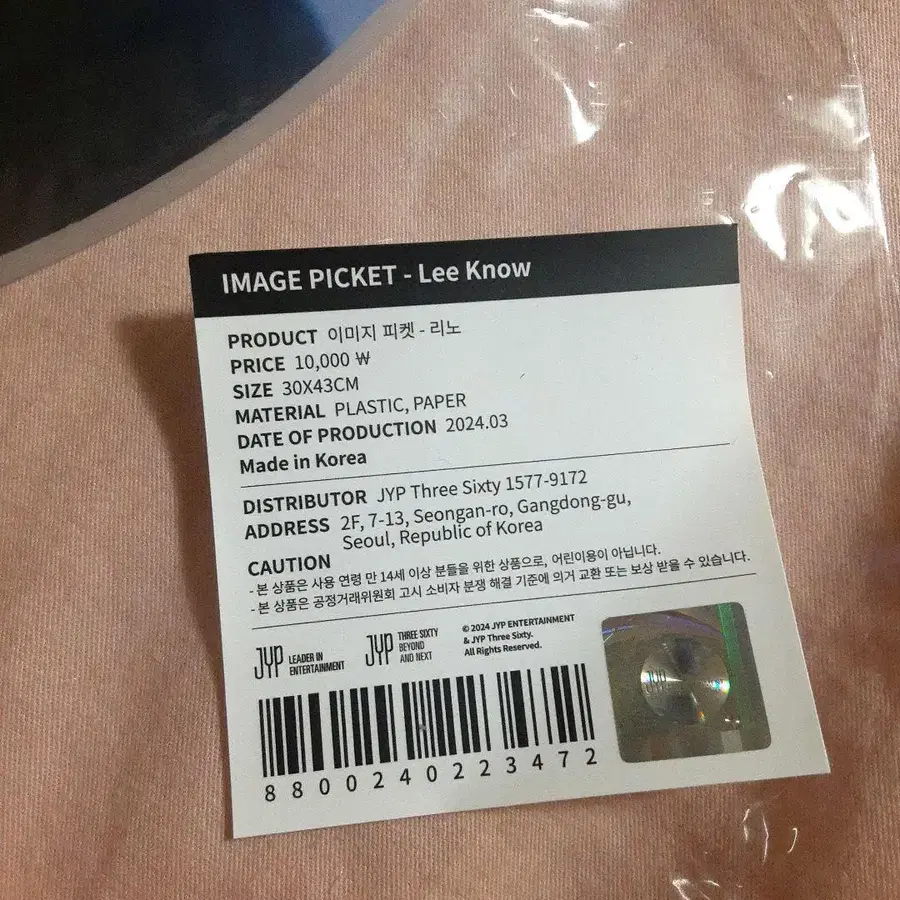 IMAGE PICKET - Lee Know
PRODUCT 이미지 피켓 - 리노
PRICE 10,000 ₩
SIZE 30X43CM
MATERIAL PLASTIC, PAPER
DATE OF PRODUCTION 2024.03
Made in Korea
DISTRIBUTOR JYP Three Sixty 1577-9172
ADDRESS 2F, 7-13, Seongan-ro, Gangdong-gu,
Seoul, Republic of Korea
CAUTION
- 본 상품은 사용 연령 만 14세 이상 분들을 위한 상품으로, 어린이용이 아닙니다.
- 본 상품은 공정거래위원회 고시 소비자 분쟁 해결 기준에 의거 교환 또는 보상 받을 수 있습니다.
JYP LEADER IN
ENTERTAINMENT
JYP THREE SIXTY
BEYOND
AND NEXT
© 2024 JYP ENTERTAINMENT
& JYP Three Sixty.
All Rights Reserved.
JYP
8800240223472